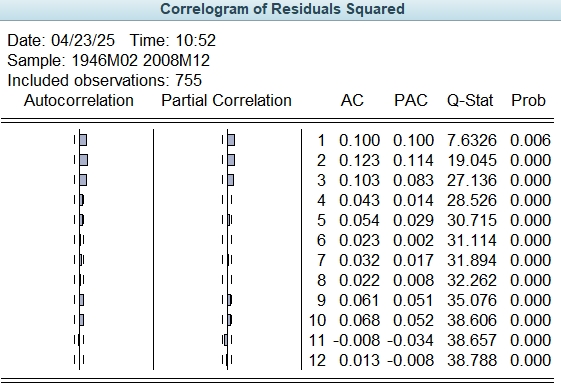 Correlogram of Residuals Squared
Date: 04/23/25 Time: 10:52
Sample: 1946M02 2008M12
Included observations: 755
Autocorrelation Partial Correlation AC PAC Q-Stat Prob
1 0.100 0.100 7.6326 0.006
2 0.123 0.114 19.045 0.000
3 0.103 0.083 27.136 0.000
4 0.043 0.014 28.526 0.000
5 0.054 0.029 30.715 0.000
6 0.023 0.002 31.114 0.000
7 0.032 0.017 31.894 0.000
8 0.022 0.008 32.262 0.000
9 0.061 0.051 35.076 0.000
10 0.068 0.052 38.606 0.000
11 -0.008 -0.034 38.657 0.000
12 0.013 -0.008 38.788 0.000